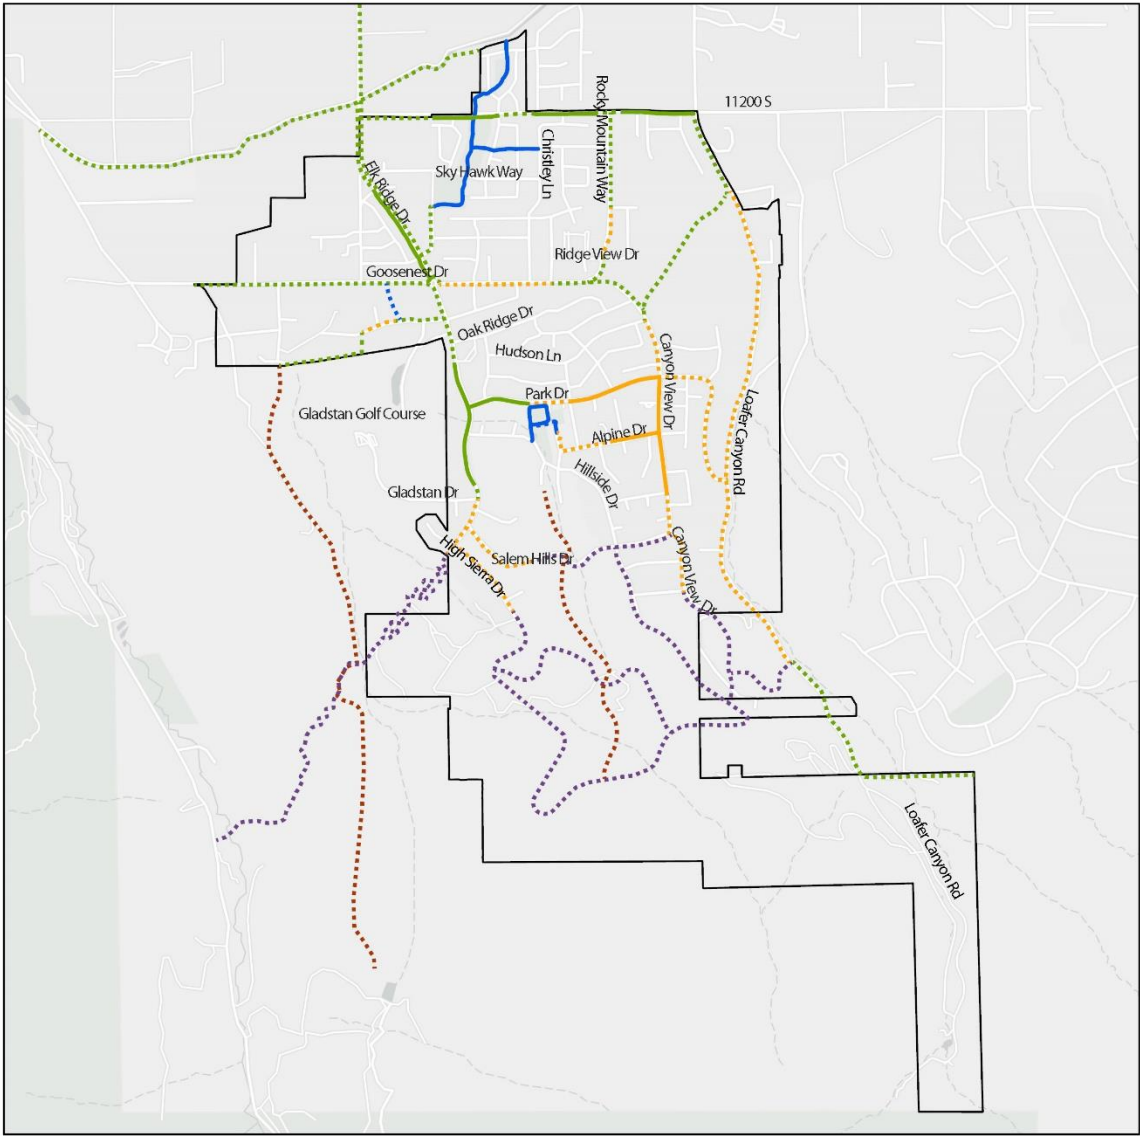 11200 S
Rocky Mountain Way
Christley Ln
Sky Hawk Way
Elk Ridge Dr
Ridge View Dr
Goosenest Dr
Oak Ridge Dr
Hudson Ln
Canyon View Dr
Park Dr
Loafer Canyon Rd
Gladstan Golf Course
Alpine Dr
Hillside Dr
Gladstan Dr
High Sierra Dr
Salem Hills Dr
Canyon View Dr
Loafer Canyon Rd